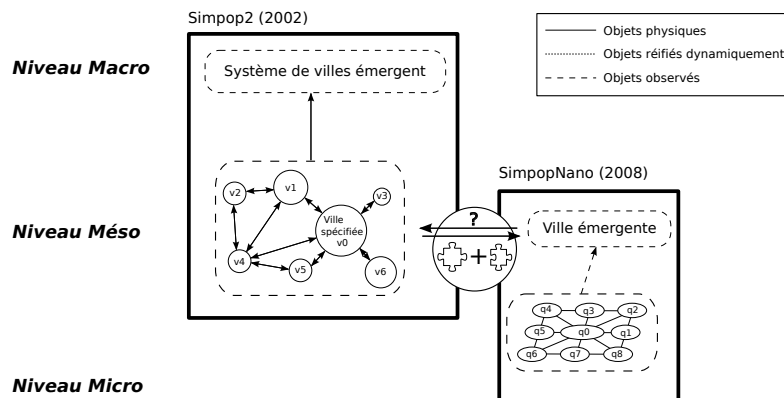 Simpop2 (2002)
Niveau Macro
Système de villes émergent
Objets physiques
Objets réifiés dynamiquement
Objets observés
SimpopNano (2008)
Niveau Méso
v2
v1
v3
Ville
spécifiée
v0
v4
v5
v6
?
+
Ville émergente
q4
q3
q2
q5
q0
q1
q6
q7
q8
Niveau Micro